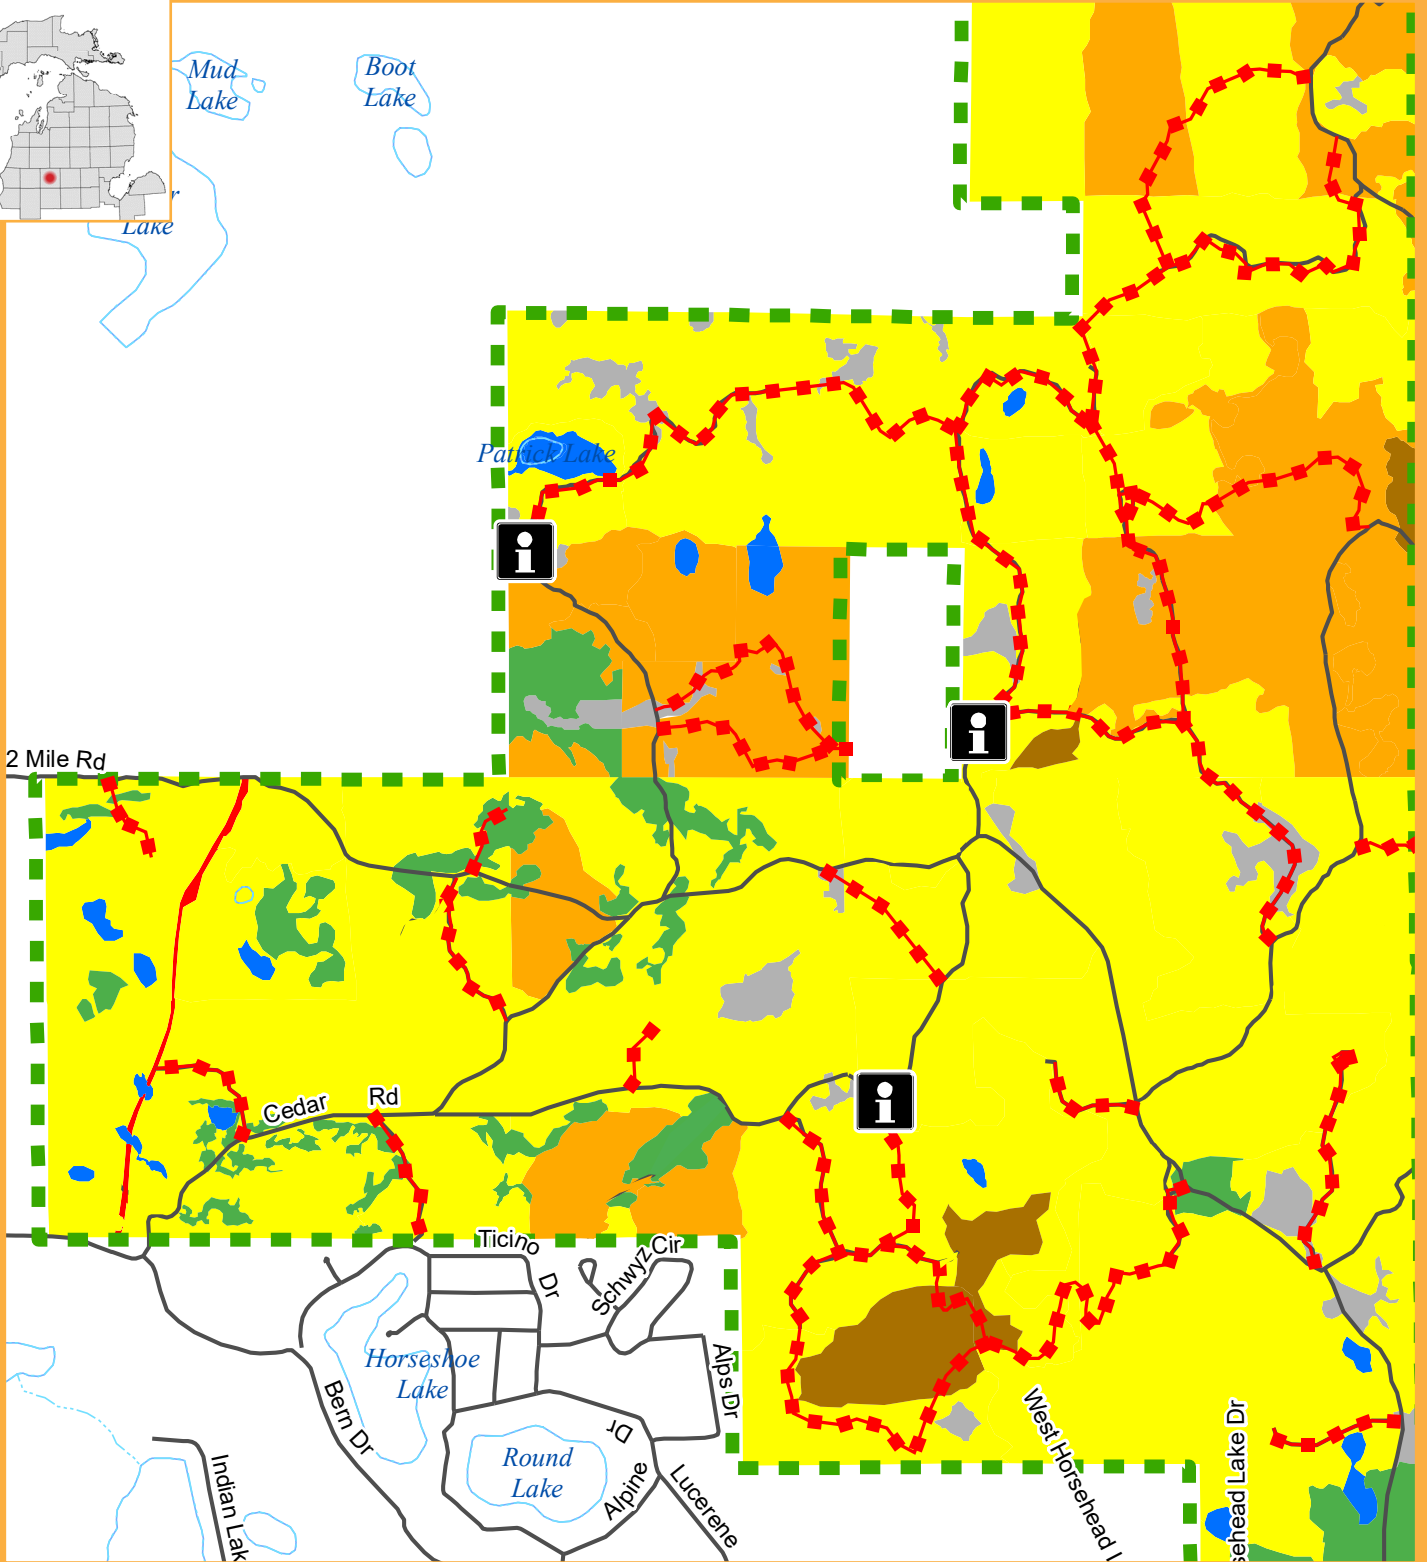 Mud
Lake
Boot
Lake
Lake
Patrick Lake
2 Mile Rd
Cedar
Rd
Ticino
Dr
Schwyz
Cir
Horseshoe
Lake
Alps Dr
Bern Dr
Dr
Round
Lake
Alpine
Lucerene
Indian Lak
West Horsehead L
sehead Lake Dr